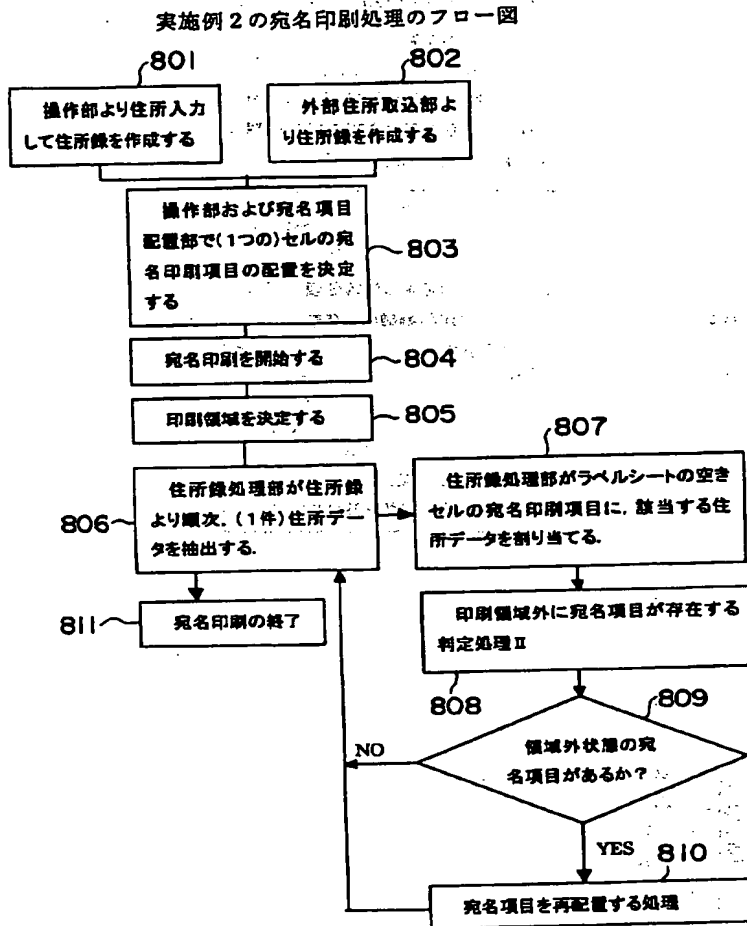 実施例2の宛名印刷処理のフロー図
801
802
操作部より住所入力
して住所録を作成する
外部住所取込部よ
り住所録を作成する
操作部および宛名項目
配置部で(1つの)セルの宛
名印刷項目の配置を決定
する
803
宛名印刷を開始する
804
印刷領域を決定する
805
住所録処理部が住所録
より順次,(1件)住所デー
タを抽出する.
806
807
住所録処理部がラベルシートの空き
セルの宛名印刷項目に,該当する住
所データを割り当てる.
811
宛名印刷の終了
印刷領域外に宛名項目が存在する
判定処理Ⅱ
808
809
領域外状態の宛
名項目があるか?
NO
YES
810
宛名項目を再配置する処理